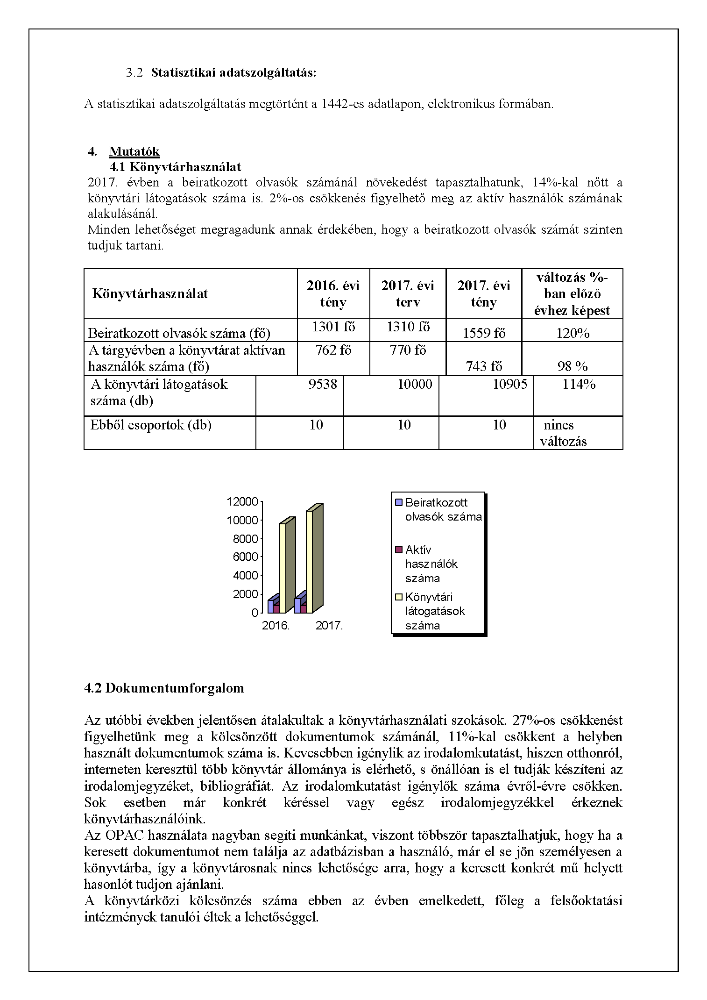 3.2 Statisztikai adatszolgáltatás:
A statisztikai adatszolgáltatás megtörtént a 1442-es adatlapon, elektronikus formában.
4. Mutatók
4.1 Könyvtárhasználat
2017. évben a beiratkozott olvasók számánál növekedést tapasztalhatunk, 14%-kal nőtt a
könyvtári látogatások száma is. 2%-os csökkenés figyelhető meg az aktív használók számának
alakulásánál.
Minden lehetőséget megragadunk annak érdekében, hogy a beiratkozott olvasók számát szinten
tudjuk tartani.
Könyvtárhasználat
2016. évi
tény
2017. évi
terv
2017. évi
tény
változás %-
ban előző
évhez képest
Beiratkozott olvasók száma (fő)
1301 fő
1310 fő
1559 fő
120%
A tárgyévben a könyvtárat aktívan
használók száma (fő)
762 fő
770 fő
743 fő
98 %
A könyvtári látogatások
száma (db)
9538
10000
10905
114%
Ebből csoportok (db)
10
10
10
nincs
változás
12000
10000
8000
6000
4000
2000
0
2016.
2017.
Beiratkozott
olvasók száma
Aktív
használók
száma
Könyvtári
látogatások
száma
4.2 Dokumentumforgalom
Az utóbbi években jelentősen átalakultak a könyvtárhasználati szokások. 27%-os csökkenést
figyelhetünk meg a kölcsönzött dokumentumok számánál, 11%-kal csökkent a helyben
használt dokumentumok száma is. Kevesebben igénylik az irodalomkutatást, hiszen otthonról,
interneten keresztül több könyvtár állománya is elérhető, s önállóan is el tudják készíteni az
irodalomjegyzéket, bibliográfiát. Az irodalomkutatást igénylők száma évről-évre csökken.
Sok esetben már konkrét kéréssel vagy egész irodalomjegyzékkel érkeznek
könyvtárhasználóink.
Az OPAC használata nagyban segíti munkánkat, viszont többször tapasztalhatjuk, hogy ha a
keresett dokumentumot nem találja az adatbázisban a használó, már el se jön személyesen a
könyvtárba, így a könyvtárosnak nincs lehetősége arra, hogy a keresett konkrét mű helyett
hasonlót tudjon ajánlani.
A könyvtárközi kölcsönzés száma ebben az évben emelkedett, főleg a felsőoktatási
intézmények tanulói éltek a lehetőséggel.